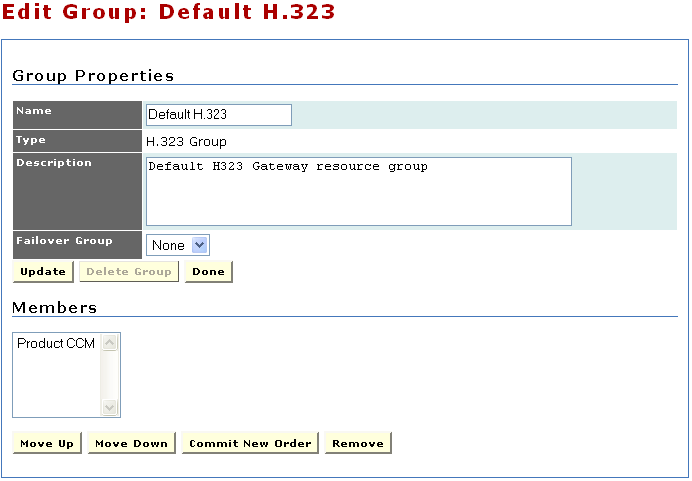 Edit Group: Default H.323
Group Properties
Name Default H.323
Type H.323 Group
Description Default H323 Gateway resource group
Failover Group None
Update Delete Group Done
Members
Product CCM
Move Up Move Down Commit New Order Remove